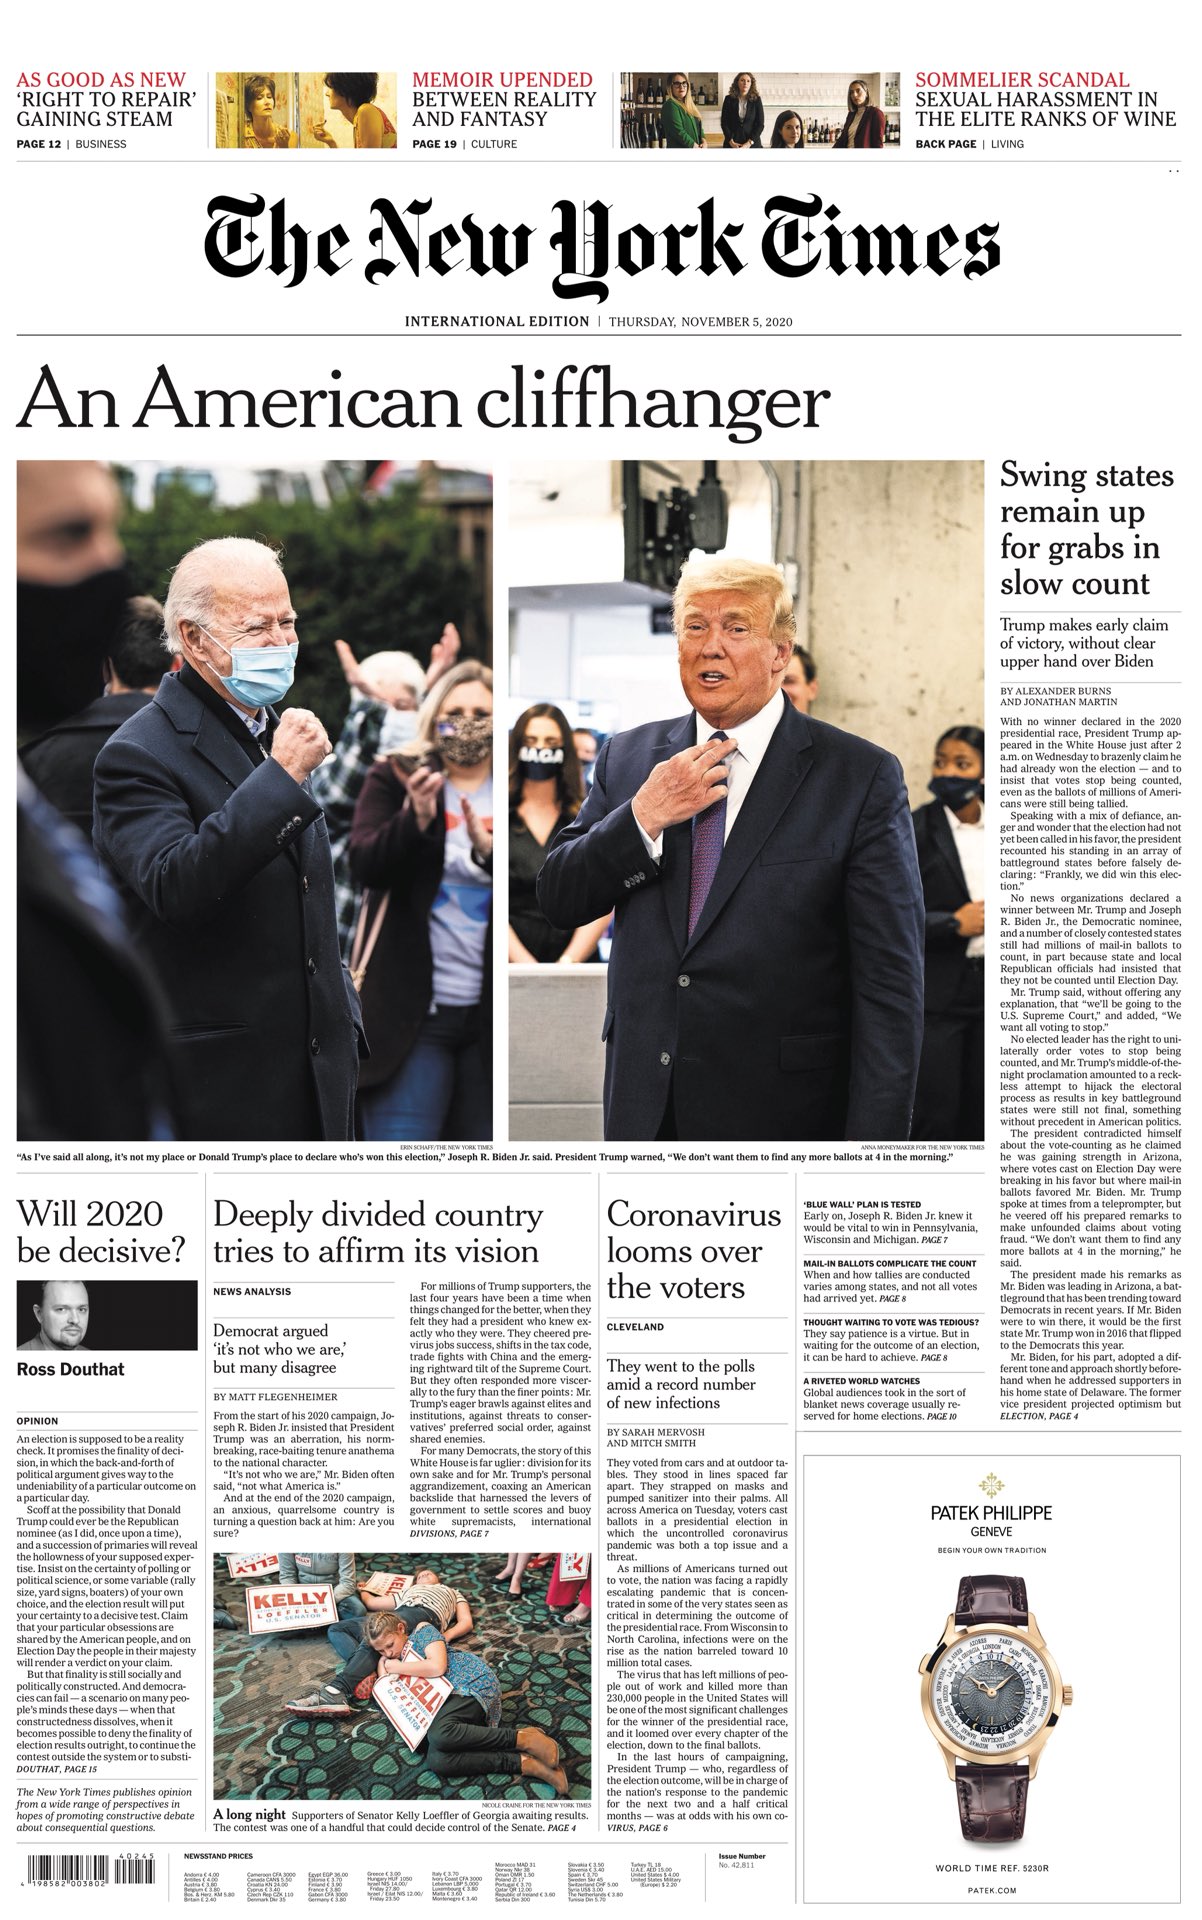 AS GOOD AS NEW
‘RIGHT TO REPAIR’
GAINING STEAM
PAGE 12 | BUSINESS
MEMOIR UPENDED
BETWEEN REALITY
AND FANTASY
PAGE 19 | CULTURE
SOMMELIER SCANDAL
SEXUAL HARASSMENT IN
THE ELITE RANKS OF WINE
BACK PAGE | LIVING
The New York Times
INTERNATIONAL EDITION | THURSDAY, NOVEMBER 5, 2020
An American cliffhanger
MAGA
ERIN SCHAFF/THE NEW YORK TIMES
ANNA MONEYMAKER FOR THE NEW YORK TIMES
“As I’ve said all along, it’s not my place or Donald Trump’s place to declare who’s won this election,” Joseph R. Biden Jr. said. President Trump warned, “We don’t want them to find any more ballots at 4 in the morning.”
Swing states
remain up
for grabs in
slow count
Trump makes early claim
of victory, without clear
upper hand over Biden
BY ALEXANDER BURNS
AND JONATHAN MARTIN
With no winner declared in the 2020
presidential race, President Trump ap-
peared in the White House just after 2
a.m. on Wednesday to brazenly claim he
had already won the election — and to
insist that votes stop being counted,
even as the ballots of millions of Ameri-
cans were still being tallied.
Speaking with a mix of defiance, an-
ger and wonder that the election had not
yet been called in his favor, the president
recounted his standing in an array of
battleground states before falsely de-
claring: “Frankly, we did win this elec-
tion.”
No news organizations declared a
winner between Mr. Trump and Joseph
R. Biden Jr., the Democratic nominee,
and a number of closely contested states
still had millions of mail-in ballots to
count, in part because state and local
Republican officials had insisted that
they not be counted until Election Day.
Mr. Trump said, without offering any
explanation, that “we’ll be going to the
U.S. Supreme Court,” and added, “We
want all voting to stop.”
No elected leader has the right to uni-
laterally order votes to stop being
counted, and Mr. Trump’s middle-of-the-
night proclamation amounted to a reck-
less attempt to hijack the electoral
process as results in key battleground
states were still not final, something
without precedent in American politics.
The president contradicted himself
about the vote-counting as he claimed
he was gaining strength in Arizona,
where votes cast on Election Day were
breaking in his favor but where mail-in
ballots favored Mr. Biden. Mr. Trump
spoke at times from a teleprompter, but
he veered off his prepared remarks to
make unfounded claims about voting
fraud. “We don’t want them to find any
more ballots at 4 in the morning,” he
said.
The president made his remarks as
Mr. Biden was leading in Arizona, a bat-
tleground that has been trending toward
Democrats in recent years. If Mr. Biden
were to win there, it would be the first
state Mr. Trump won in 2016 that flipped
to the Democrats this year.
Mr. Biden, for his part, adopted a dif-
ferent tone and approach shortly before-
hand when he addressed supporters in
his home state of Delaware. The former
vice president projected optimism but
ELECTION, PAGE 4
Will 2020
be decisive?
Ross Douthat
OPINION
An election is supposed to be a reality
check. It promises the finality of deci-
sion, in which the back-and-forth of
political argument gives way to the
undeniability of a particular outcome on
a particular day.
Scoff at the possibility that Donald
Trump could ever be the Republican
nominee (as I did, once upon a time),
and a succession of primaries will reveal
the hollowness of your supposed exper-
tise. Insist on the certainty of polling or
political science, or some variable (rally
size, yard signs, boaters) of your own
choice, and the election result will put
your certainty to a decisive test. Claim
that your particular obsessions are
shared by the American people, and on
Election Day the people in their majesty
will render a verdict on your claim.
But that finality is still socially and
politically constructed. And democra-
cies can fail — a scenario on many peo-
ple’s minds these days — when that
constructedness dissolves, when it
becomes possible to deny the finality of
election results outright, to continue the
contest outside the system or to substi-
DOUTHAT, PAGE 15
The New York Times publishes opinion
from a wide range of perspectives in
hopes of promoting constructive debate
about consequential questions.
Deeply divided country
tries to affirm its vision
NEWS ANALYSIS
Democrat argued
‘it’s not who we are,’
but many disagree
BY MATT FLEGENHEIMER
From the start of his 2020 campaign, Jo-
seph R. Biden Jr. insisted that President
Trump was an aberration, his norm-
breaking, race-baiting tenure anathema
to the national character.
“It’s not who we are,” Mr. Biden often
said, “not what America is.”
And at the end of the 2020 campaign,
an anxious, quarrelsome country is
turning a question back at him: Are you
sure?
For millions of Trump supporters, the
last four years have been a time when
things changed for the better, when they
felt they had a president who knew ex-
actly who they were. They cheered pre-
virus jobs success, shifts in the tax code,
trade fights with China and the emerg-
ing rightward tilt of the Supreme Court.
But they often responded more visce-
rally to the fury than the finer points: Mr.
Trump’s eager brawls against elites and
institutions, against threats to conser-
vatives’ preferred social order, against
shared enemies.
For many Democrats, the story of this
White House is far uglier: division for its
own sake and for Mr. Trump’s personal
aggrandizement, coaxing an American
backslide that harnessed the levers of
government to settle scores and buoy
white supremacists, international
DIVISIONS, PAGE 7
KELLY
LOEFFLER
U.S. SENATOR
KELLY
LOEFFLER
U.S. SENATOR
NICOLE CRAINE FOR THE NEW YORK TIMES
A long night Supporters of Senator Kelly Loeffler of Georgia awaiting results.
The contest was one of a handful that could decide control of the Senate. PAGE 4
Coronavirus
looms over
the voters
CLEVELAND
They went to the polls
amid a record number
of new infections
BY SARAH MERVOSH
AND MITCH SMITH
They voted from cars and at outdoor ta-
bles. They stood in lines spaced far
apart. They strapped on masks and
pumped sanitizer into their palms. All
across America on Tuesday, voters cast
ballots in a presidential election in
which the uncontrolled coronavirus
pandemic was both a top issue and a
threat.
As millions of Americans turned out
to vote, the nation was facing a rapidly
escalating pandemic that is concen-
trated in some of the very states seen as
critical in determining the outcome of
the presidential race. From Wisconsin to
North Carolina, infections were on the
rise as the nation barreled toward 10
million total cases.
The virus that has left millions of peo-
ple out of work and killed more than
230,000 people in the United States will
be one of the most significant challenges
for the winner of the presidential race,
and it loomed over every chapter of the
election, down to the final ballots.
In the last hours of campaigning,
President Trump — who, regardless of
the election outcome, will be in charge of
the nation’s response to the pandemic
for the next two and a half critical
months — was at odds with his own co-
VIRUS, PAGE 6
‘BLUE WALL’ PLAN IS TESTED
Early on, Joseph R. Biden Jr. knew it
would be vital to win in Pennsylvania,
Wisconsin and Michigan. PAGE 7
MAIL-IN BALLOTS COMPLICATE THE COUNT
When and how tallies are conducted
varies among states, and not all votes
had arrived yet. PAGE 8
THOUGHT WAITING TO VOTE WAS TEDIOUS?
They say patience is a virtue. But in
waiting for the outcome of an election,
it can be hard to achieve. PAGE 8
A RIVETED WORLD WATCHES
Global audiences took in the sort of
blanket news coverage usually re-
served for home elections. PAGE 10
PATEK PHILIPPE
GENEVE
BEGIN YOUR OWN TRADITION
WORLD TIME REF. 5230R
PATEK.COM
40245
4 198582 003802
NEWSSTAND PRICES
Andorra € 4.00
Antilles € 4.00
Austria € 3.80
Bos. & Herz. KM 5.80
Britain £ 2.40
Cameroon CFA 3000
Canada CAN$ 5.50
Croatia KN 24.00
Cyprus € 3.40
Czech Rep CZK 110
Denmark Dkr 35
Egypt EGP 36.00
Estonia € 3.70
Finland € 3.90
France € 3.80
Gabon CFA 3000
Germany € 3.80
Greece € 3.00
Hungary HUF 1050
Israel NIS 14.00/
Friday 27.80
Israel / Eilat NIS 12.00/
Friday 23.50
Italy € 3.70
Ivory Coast CFA 3000
Lebanon LBP 5,000
Luxembourg € 3.80
Malta € 3.60
Montenegro € 3.40
Morocco MAD 31
Norway Nkr 38
Oman OMR 1.50
Poland Zl 17
Portugal € 3.70
Qatar QR 12.00
Republic of Ireland € 3.60
Serbia Din 300
Slovakia € 3.50
Slovenia € 3.40
Spain € 3.70
Sweden Skr 45
Switzerland CHF 5.00
Syria US$ 3.00
The Netherlands € 3.80
Tunisia Din 5.70
Turkey TL 18
U.A.E. AED 15.00
United States $ 4.00
United States Military
(Europe) $ 2.20
Issue Number
No. 42,811